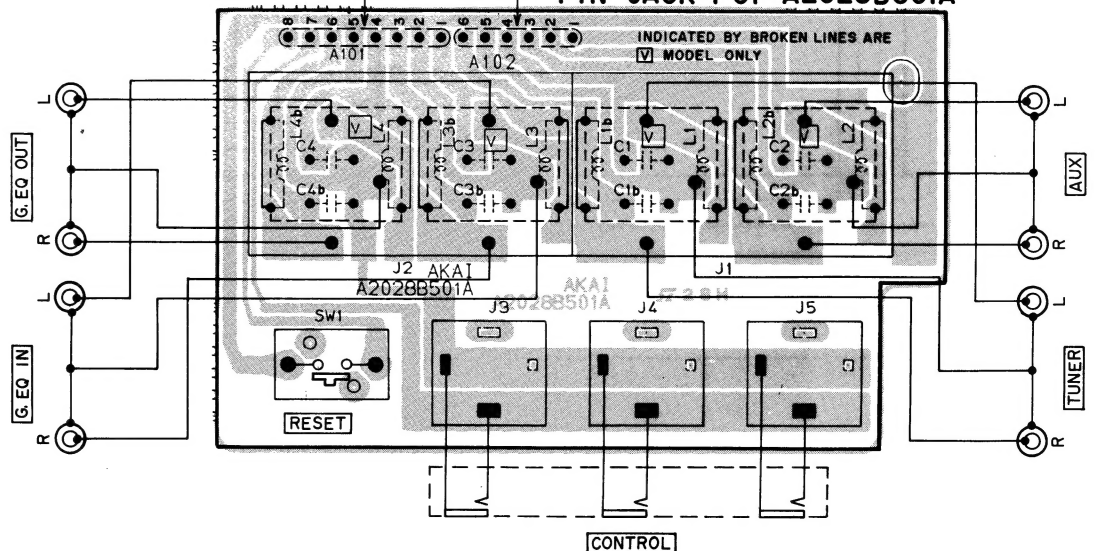 PIN JACK PCF A2028B501A
8 7 6 5 4 3 2 1 6 5 4 3 2 1
A101 A102
INDICATED BY BROKEN LINES ARE
V MODEL ONLY
L
G.EQ OUT
R
L
G.EQ IN
R
L4b V L4
C4
C4b
L3b V L3
C3
C3b
L1b V L1
C1
C1b
L2b V L2
C2
C2b
L
AUX
R
L
TUNER
R
J2 AKAI
A2028B501A
J1
AKAI
A2028B501A
SW1
RESET
J3 J4 J5
CONTROL